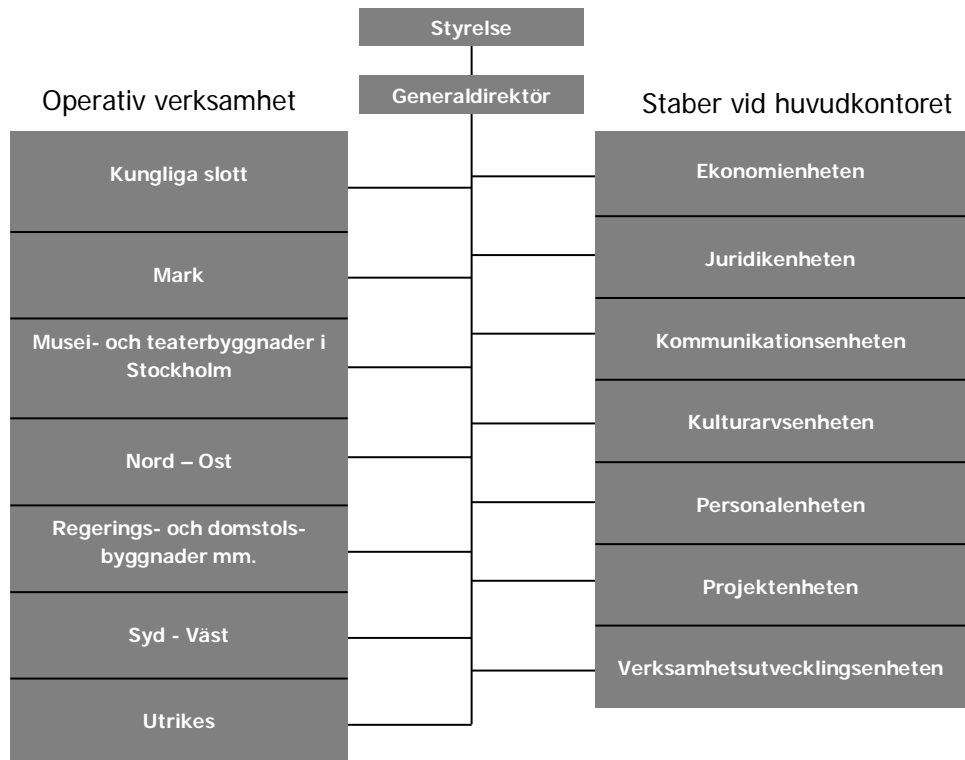 Styrelse
Generaldirektör
Operativ verksamhet
Kungliga slott
Mark
Musei- och teaterbyggnader i
Stockholm
Nord – Ost
Regerings- och domstols-
byggnader mm.
Syd - Väst
Utrikes
Staber vid huvudkontoret
Ekonomienheten
Juridikenheten
Kommunikationsenheten
Kulturarvsenheten
Personalenheten
Projektenheten
Verksamhetsutvecklingsenheten